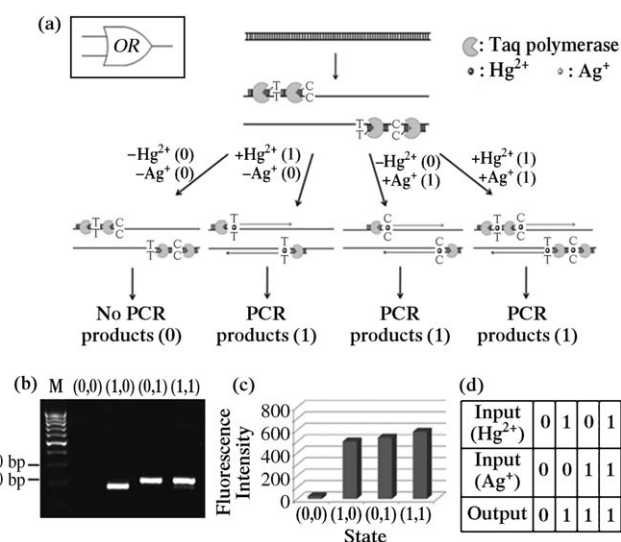 (a)
OR
: Taq polymerase
: Hg²⁺ : Ag⁺
T C
T C
T C
T C
−Hg²⁺ (0) +Hg²⁺ (1) −Hg²⁺ (0) +Hg²⁺ (1)
−Ag⁺ (0) −Ag⁺ (0) +Ag⁺ (1) +Ag⁺ (1)
T C T C T C
T C T C T C
T C T C T C
T C T C T C
No PCR PCR PCR PCR
products (0) products (1) products (1) products (1)
(b) M (0,0) (1,0) (0,1) (1,1)
bp
bp
(c)
Fluorescence
Intensity
800
600
400
200
0
(0,0) (1,0) (0,1) (1,1)
State
(d)
Input
(Hg²⁺) 0 1 0 1
Input
(Ag⁺) 0 0 1 1
Output 0 1 1 1